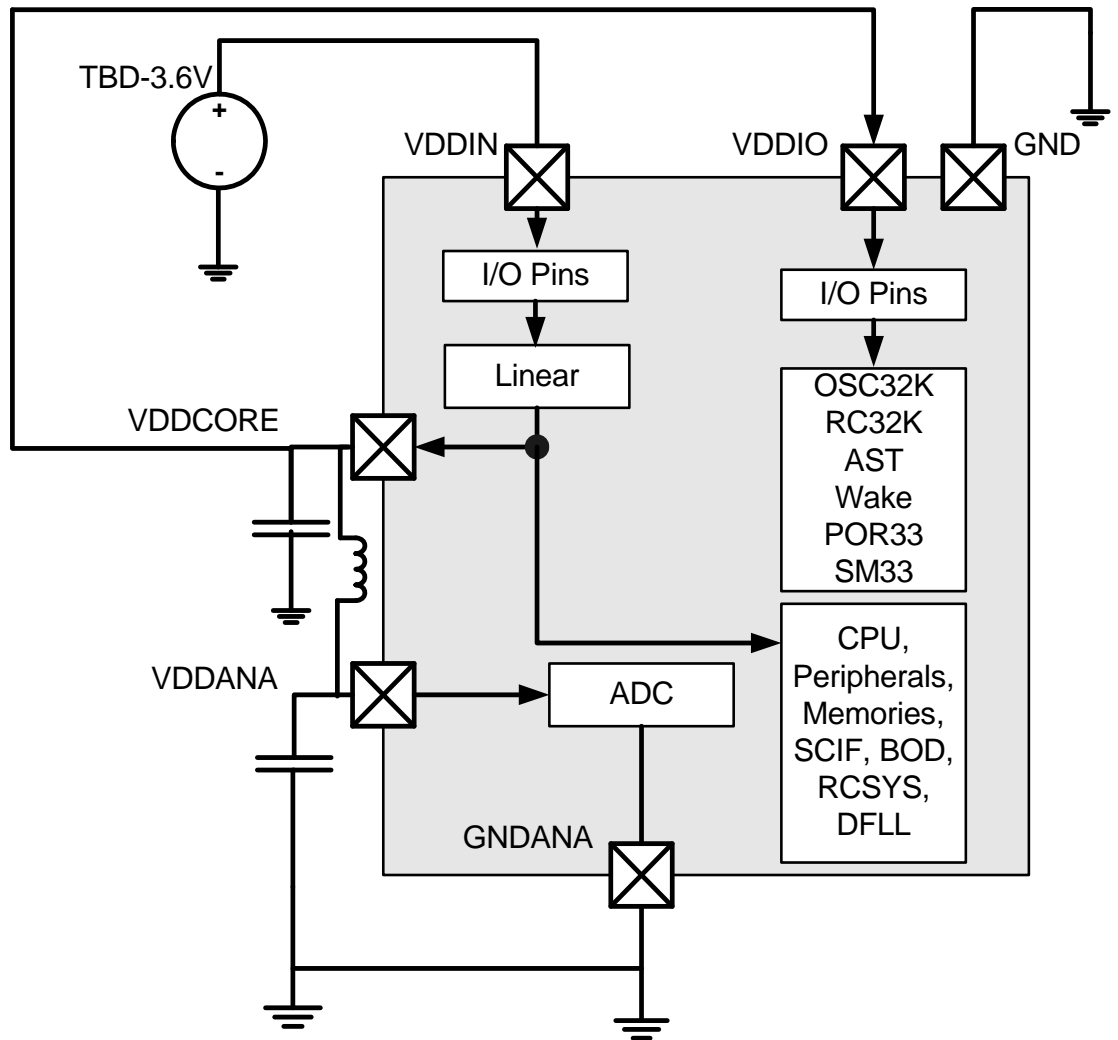 TBD-3.6V
+
-
VDDIN
VDDIO
GND
I/O Pins
I/O Pins
Linear
VDDCORE
OSC32K
RC32K
AST
Wake
POR33
SM33
VDDANA
ADC
CPU,
Peripherals,
Memories,
SCIF, BOD,
RCSYS,
DFLL
GNDANA